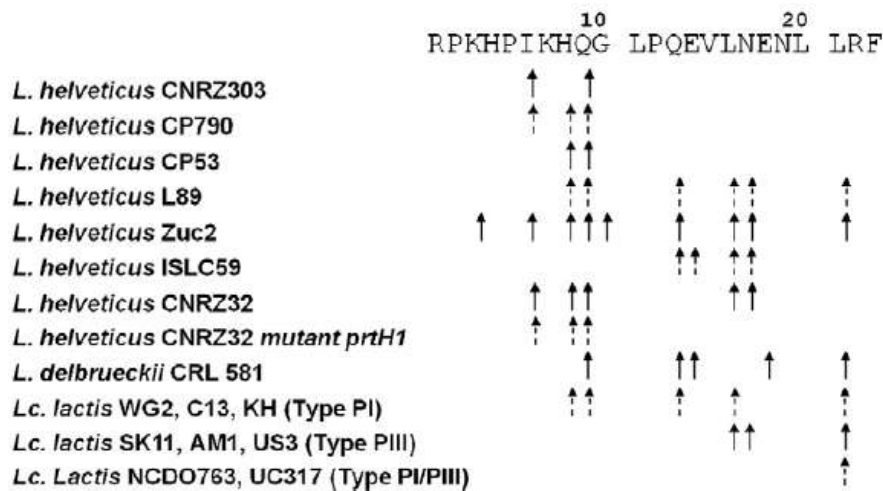 10 20
RPKHPIKHQG LPQEVLNENL LRF
L. helveticus CNRZ303
L. helveticus CP790
L. helveticus CP53
L. helveticus L89
L. helveticus Zuc2
L. helveticus ISLC59
L. helveticus CNRZ32
L. helveticus CNRZ32 mutant prtH1
L. delbrueckii CRL 581
Lc. lactis WG2, C13, KH (Type PI)
Lc. lactis SK11, AM1, US3 (Type PIII)
Lc. Lactis NCDO763, UC317 (Type PI/PIII)